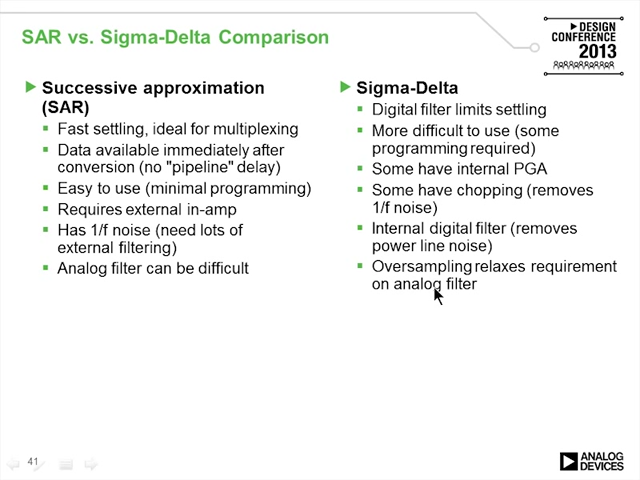 SAR vs. Sigma-Delta Comparison
DESIGN
CONFERENCE
2013
Successive approximation
(SAR)
Fast settling, ideal for multiplexing
Data available immediately after
conversion (no "pipeline" delay)
Easy to use (minimal programming)
Requires external in-amp
Has 1/f noise (need lots of
external filtering)
Analog filter can be difficult
Sigma-Delta
Digital filter limits settling
More difficult to use (some
programming required)
Some have internal PGA
Some have chopping (removes
1/f noise)
Internal digital filter (removes
power line noise)
Oversampling relaxes requirement
on analog filter
41
ANALOG
DEVICES